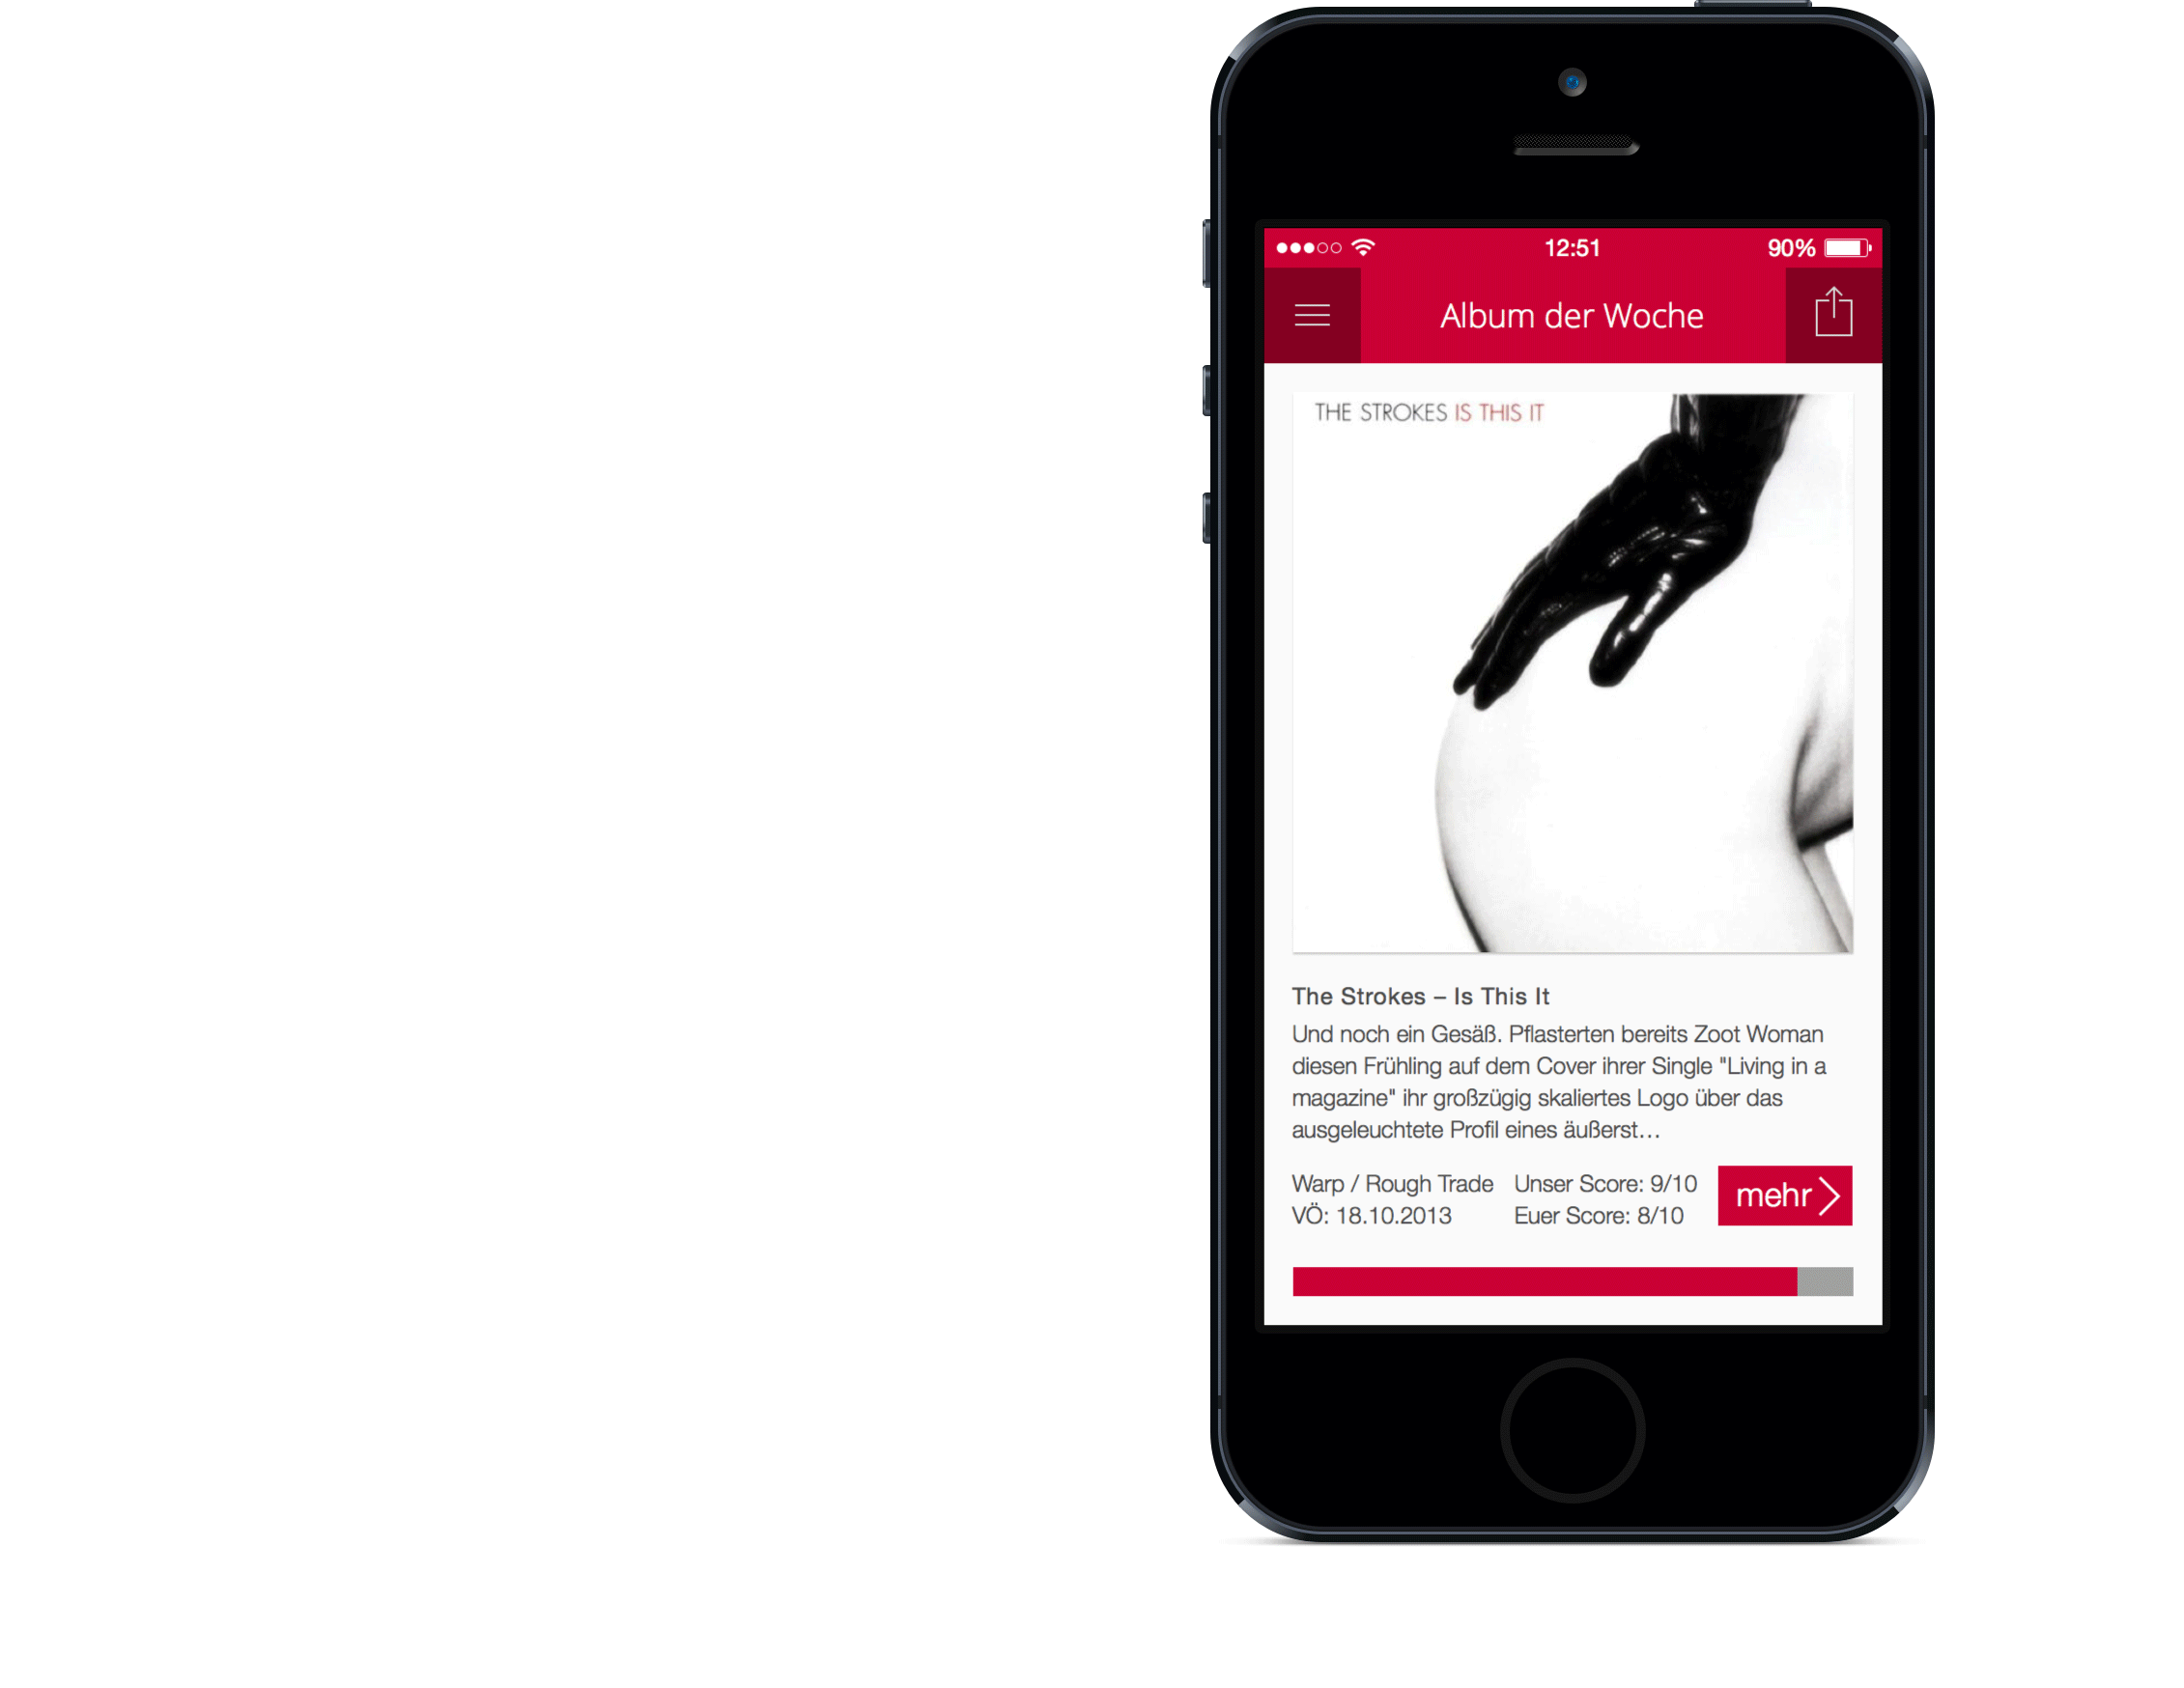 12:51
90%
Album der Woche
THE STROKES IS THIS IT
The Strokes – Is This It
Und noch ein Gesäß. Pflasterten bereits Zoot Woman
diesen Frühling auf dem Cover ihrer Single "Living in a
magazine" ihr großzügig skaliertes Logo über das
ausgeleuchtete Profil eines äußerst…
Warp / Rough Trade
VÖ: 18.10.2013
Unser Score: 9/10
Euer Score: 8/10
mehr